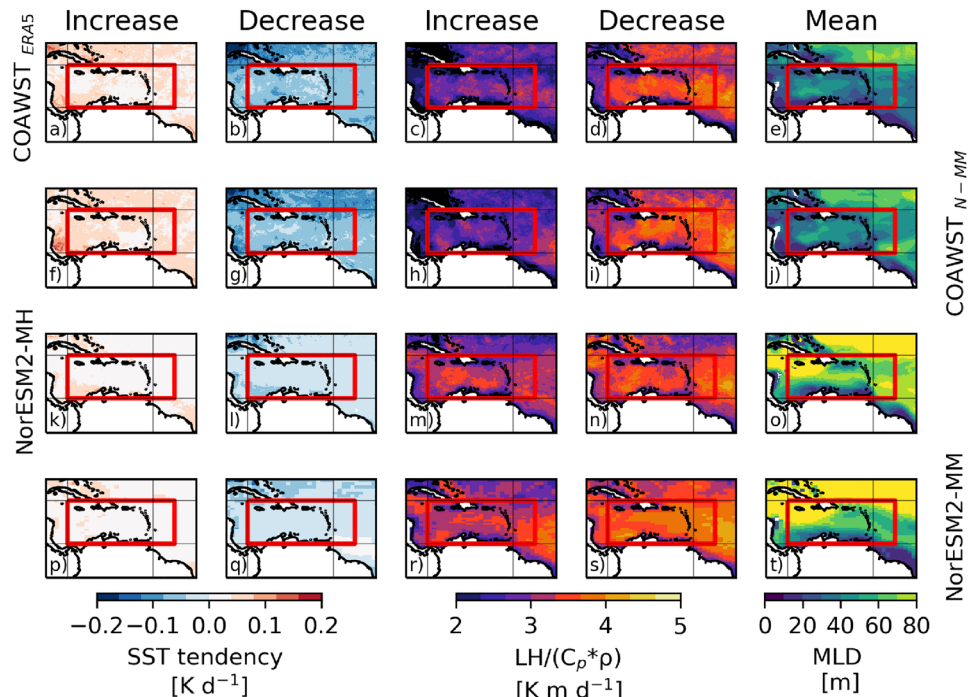 Increase Decrease Increase Decrease Mean
COAWST ERA5
a) b) c) d) e)
COAWST N-MM
f) g) h) i) j)
NorESM2-MH
k) l) m) n) o)
NorESM2-MM
p) q) r) s) t)
−0.2 −0.1 0.0 0.1 0.2 2 3 4 5 0 20 40 60 80
SST tendency LH/(Cp*ρ) MLD
[K d−1] [K m d−1] [m]